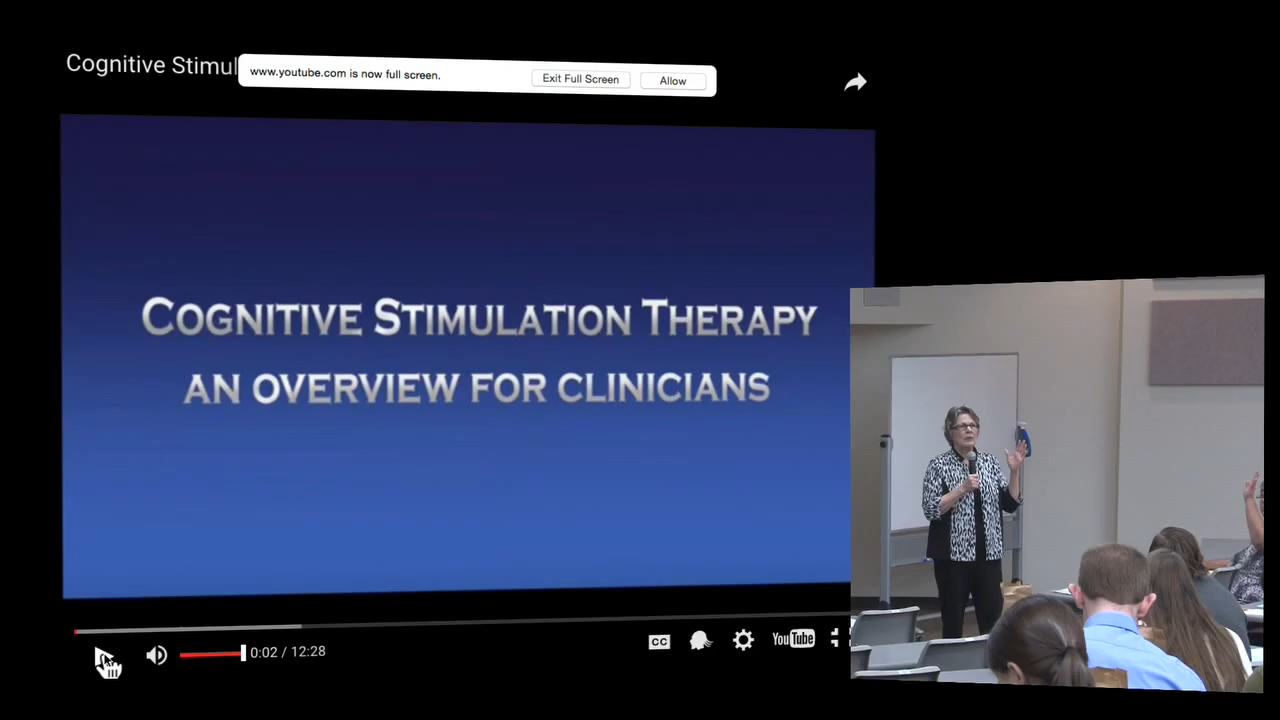 Cognitive Stimul
www.youtube.com is now full screen.
Exit Full Screen
Allow
COGNITIVE STIMULATION THERAPY
AN OVERVIEW FOR CLINICIANS
0:02 / 12:28
CC
YouTube